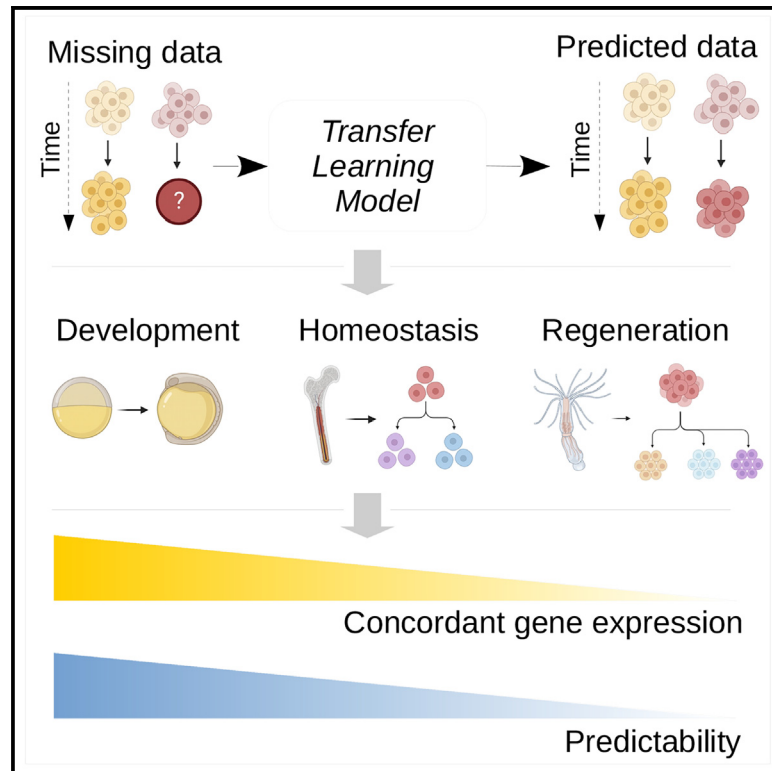 Missing data
Predicted data
Time
?
Transfer
Learning
Model
Time
Development
Homeostasis
Regeneration
Concordant gene expression
Predictability